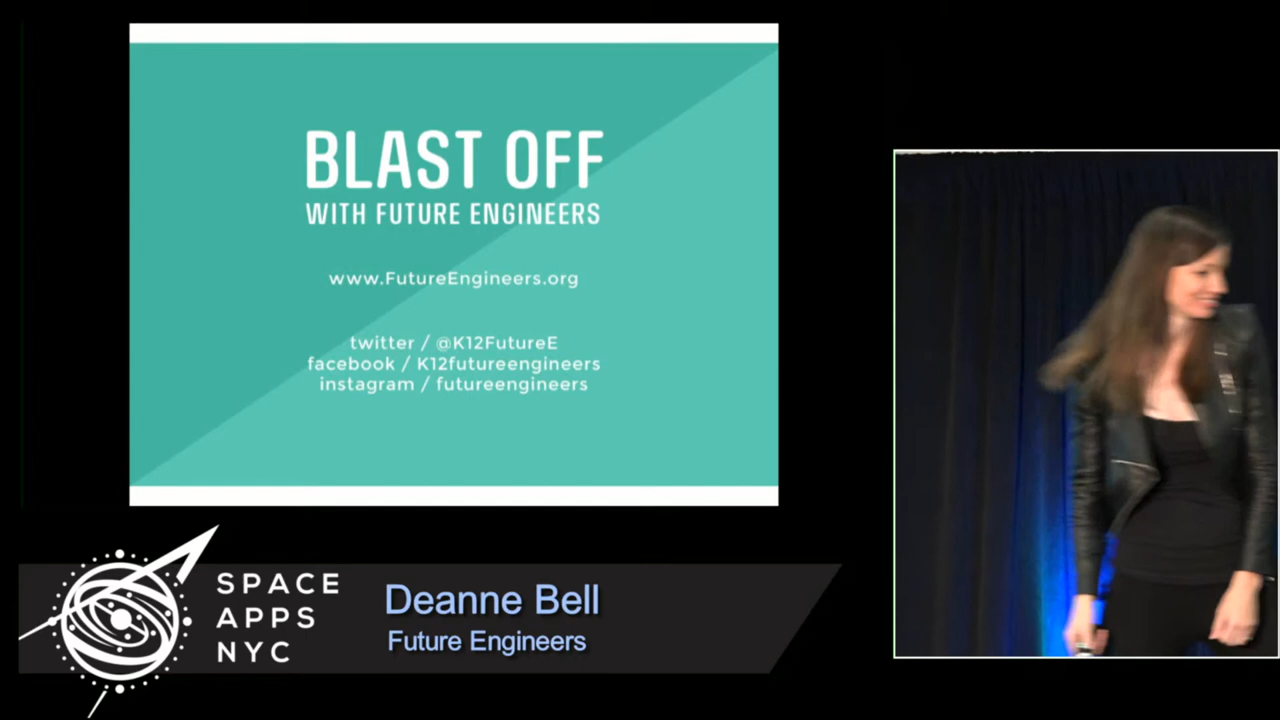 BLAST OFF
WITH FUTURE ENGINEERS
www.FutureEngineers.org
twitter / @K12FutureE
facebook / K12futureengineers
instagram / futureengineers
SPACE
APPS
NYC
Deanne Bell
Future Engineers